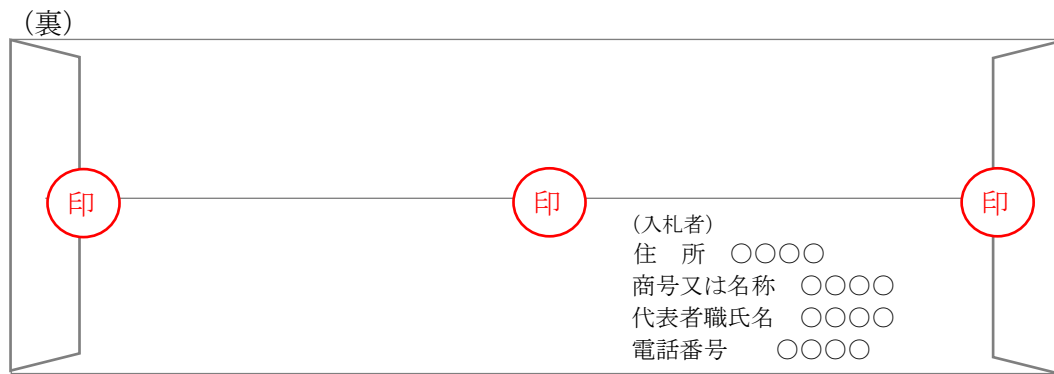 (裏)
印
印
印
(入札者)
住　所　○○○○
商号又は名称　○○○○
代表者職氏名　○○○○
電話番号　　○○○○